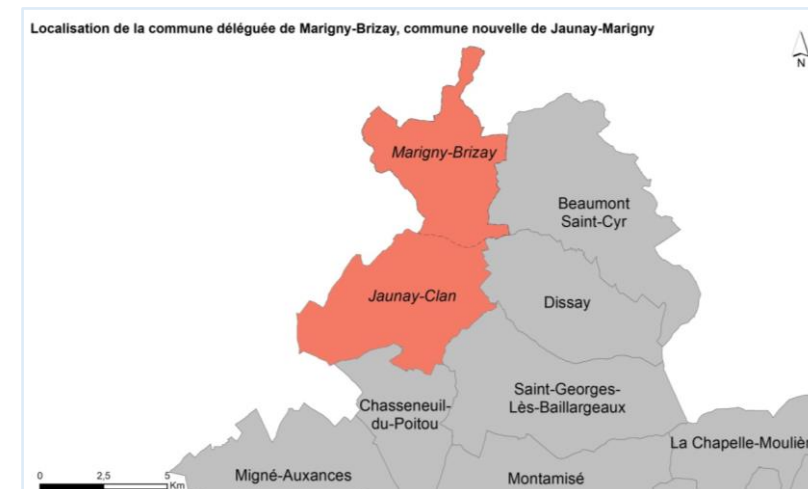 Localisation de la commune déléguée de Marigny-Brizay, commune nouvelle de Jaunay-Marigny
N
Marigny-Brizay
Beaumont
Saint-Cyr
Jaunay-Clan
Dissay
Saint-Georges-
Lès-Baillargeaux
Chasseneuil-
du-Poitou
La Chapelle-Moulièr
Migné-Auxances
Montamisé
0 2,5 5
Km